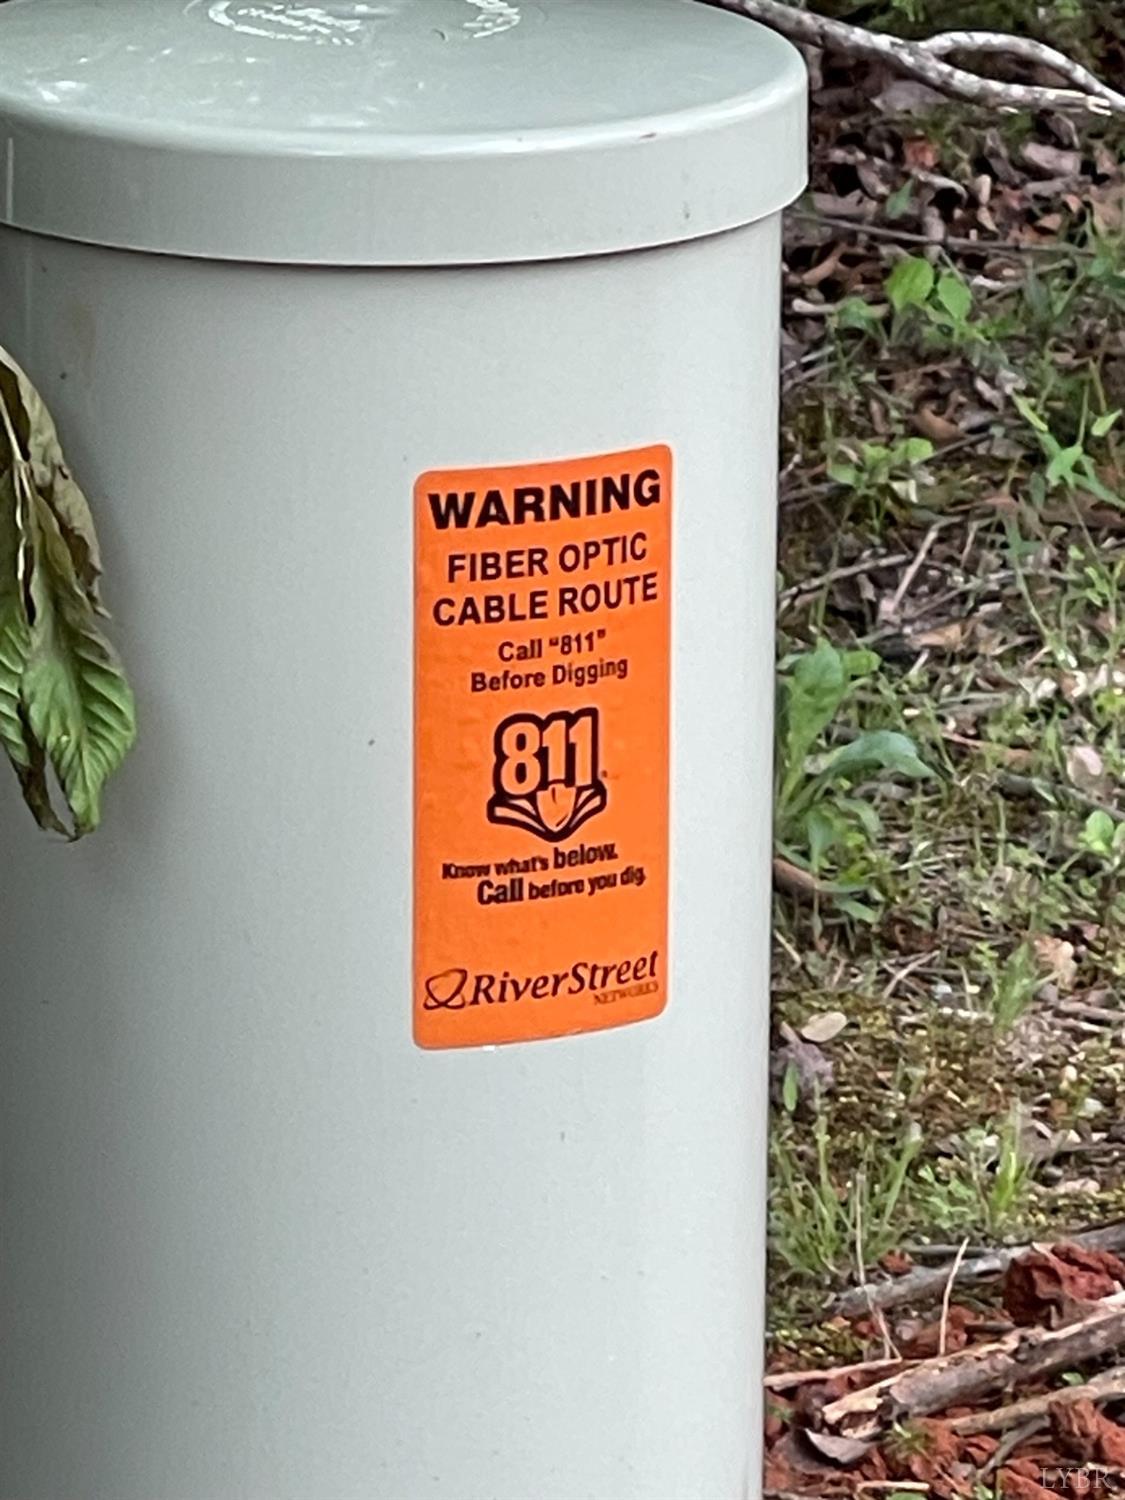 WARNING
FIBER OPTIC
CABLE ROUTE
Call "811"
Before Digging
811
Know what's below.
Call before you dig.
RiverStreet
NETWORKS
LYBR